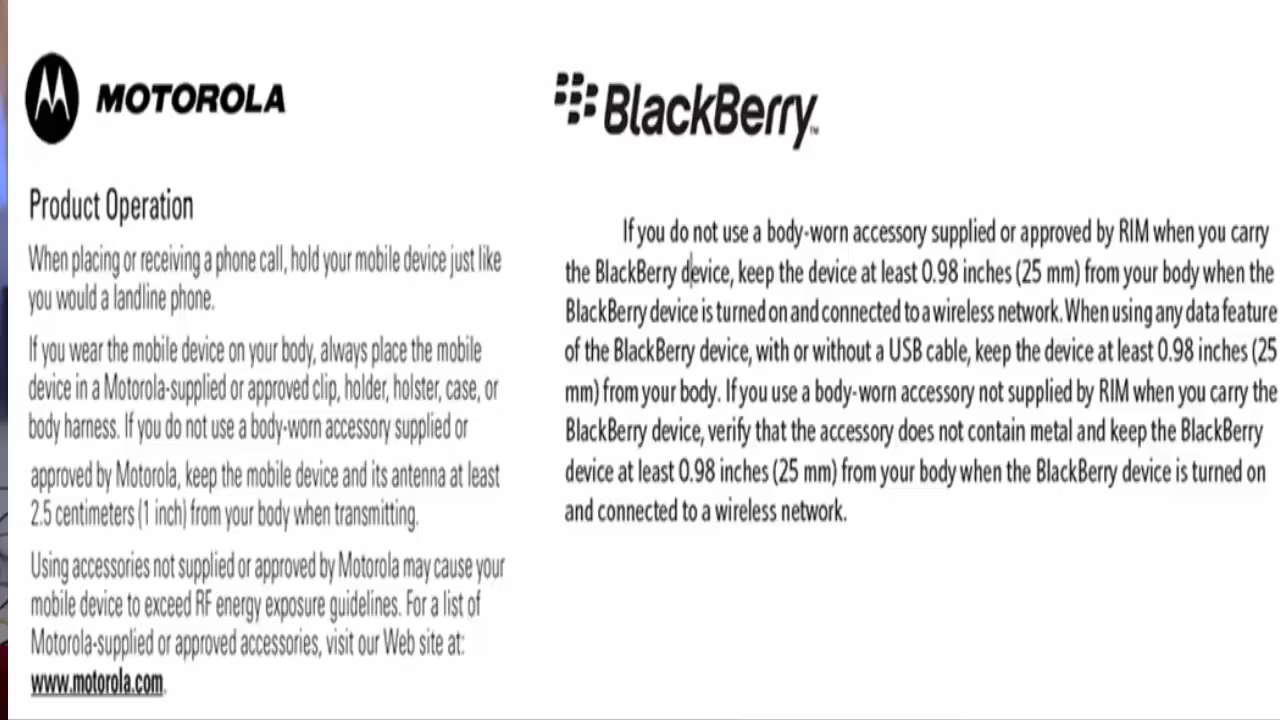 MOTOROLA
Product Operation
When placing or receiving a phone call, hold your mobile device just like
you would a landline phone.
If you wear the mobile device on your body, always place the mobile
device in a Motorola-supplied or approved clip, holder, holster, case, or
body harness. If you do not use a body-worn accessory supplied or
approved by Motorola, keep the mobile device and its antenna at least
2.5 centimeters (1 inch) from your body when transmitting.
Using accessories not supplied or approved by Motorola may cause your
mobile device to exceed RF energy exposure guidelines. For a list of
Motorola-supplied or approved accessories, visit our Web site at:
www.motorola.com.
BlackBerry™
If you do not use a body-worn accessory supplied or approved by RIM when you carry
the BlackBerry device, keep the device at least 0.98 inches (25 mm) from your body when the
BlackBerry device is turned on and connected to a wireless network. When using any data feature
of the BlackBerry device, with or without a USB cable, keep the device at least 0.98 inches (25
mm) from your body. If you use a body-worn accessory not supplied by RIM when you carry the
BlackBerry device, verify that the accessory does not contain metal and keep the BlackBerry
device at least 0.98 inches (25 mm) from your body when the BlackBerry device is turned on
and connected to a wireless network.